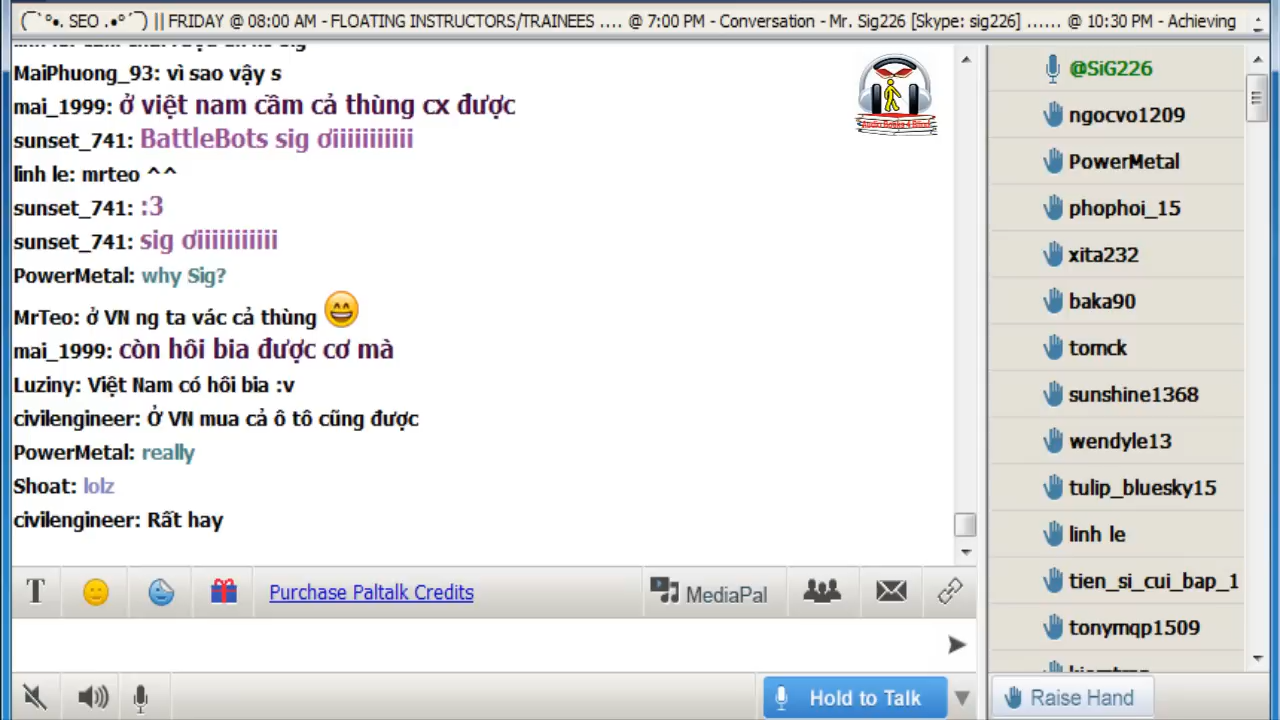 (¯`°•. SEO .•°´¯) || FRIDAY @ 08:00 AM - FLOATING INSTRUCTORS/TRAINEES .... @ 7:00 PM - Conversation - Mr. Sig226 [Skype: sig226] ...... @ 10:30 PM - Achieving
MaiPhuong_93: vì sao vậy s
mai_1999: ở việt nam cầm cả thùng cx được
sunset_741: BattleBots sig ơiiiiiiiiiii
linh le: mrteo ^^
sunset_741: :3
sunset_741: sig ơiiiiiiiiiii
PowerMetal: why Sig?
MrTeo: ở VN ng ta vác cả thùng
mai_1999: còn hôi bia được cơ mà
Luziny: Việt Nam có hôi bia :v
civilengineer: Ở VN mua cả ô tô cũng được
PowerMetal: really
Shoat: lolz
civilengineer: Rất hay
@SiG226
ngocvo1209
PowerMetal
phophoi_15
xita232
baka90
tomck
sunshine1368
wendyle13
tulip_bluesky15
linh le
tien_si_cui_bap_1
tonymqp1509
T
Purchase Paltalk Credits
MediaPal
Hold to Talk
Raise Hand